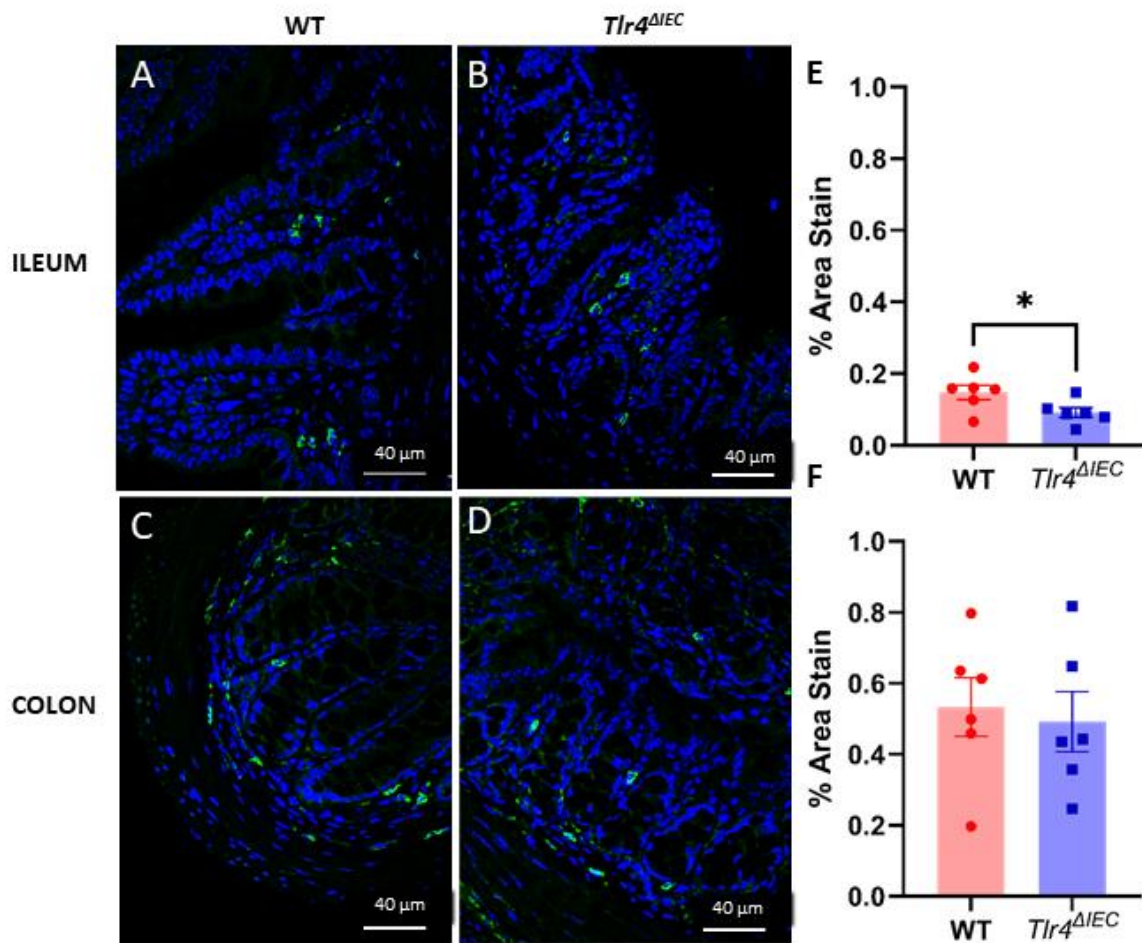 WT
Tlr4ΔIEC
A
B
E
1.0
0.8
0.6
0.4
0.2
0.0
% Area Stain
*
WT
Tlr4ΔIEC
ILEUM
40 µm
40 µm
C
D
F
1.0
0.8
0.6
0.4
0.2
0.0
% Area Stain
WT
Tlr4ΔIEC
COLON
40 µm
40 µm